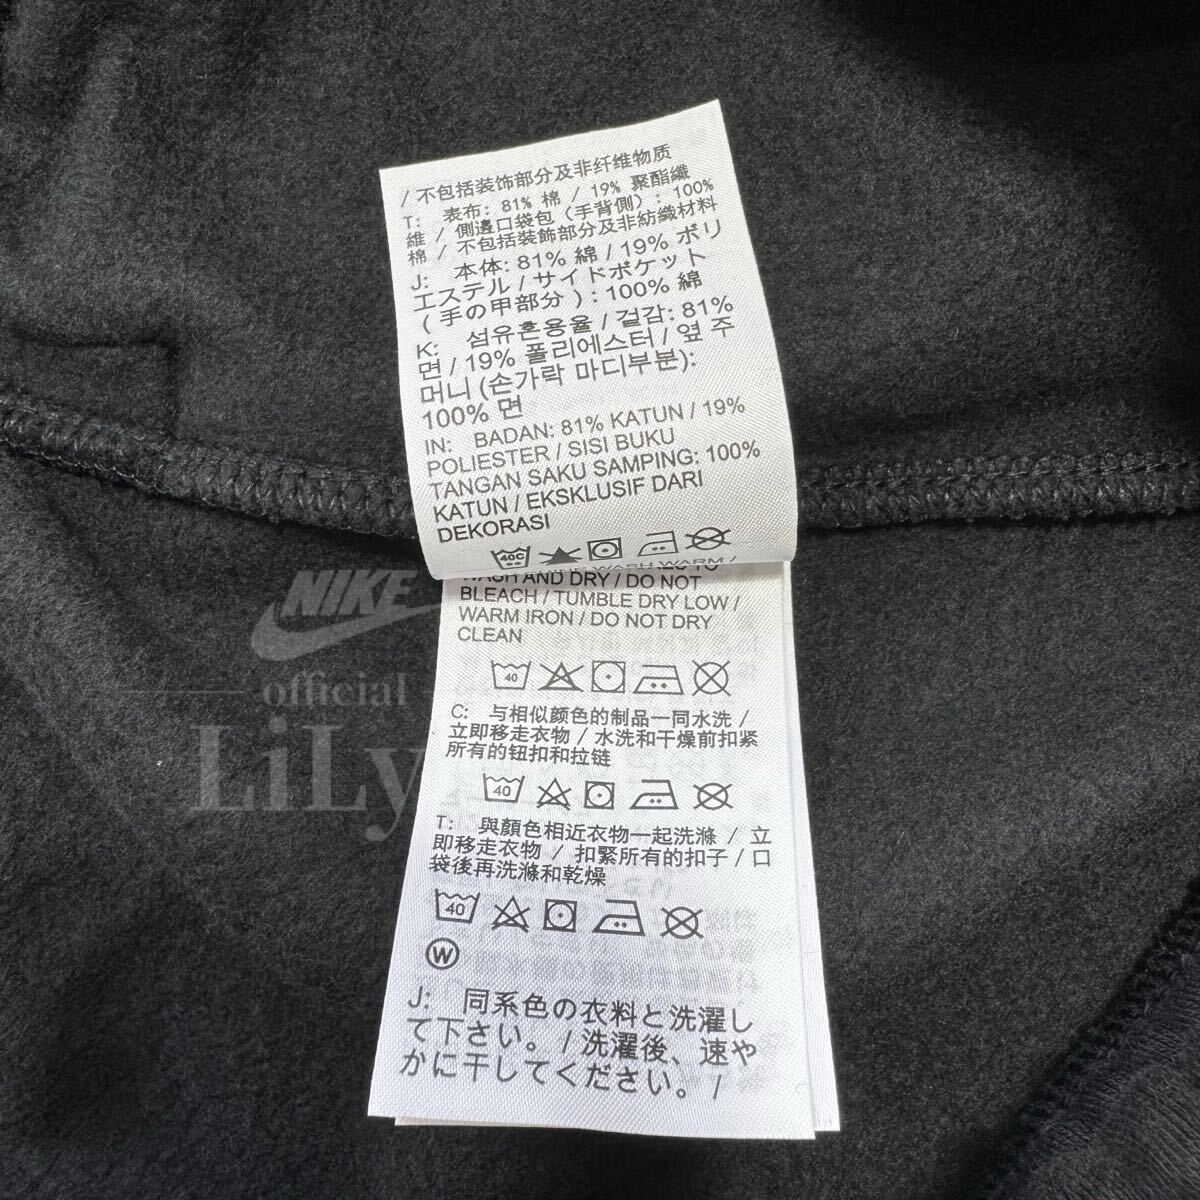 / 不包括装饰部分及非纤维物质
T: 表布: 81% 棉 / 19% 聚酯纖
維 / 側邊口袋包 (手背側) : 100%
棉 / 不包括裝飾部分及非紡織材料
J: 本体: 81% 綿 / 19% ポリ
エステル / サイドポケット
( 手の甲部分 ) : 100% 綿
K: 섬유혼용율 / 겉감: 81%
면 / 19% 폴리에스터 / 옆 주
머니 (손가락 마디부분):
100% 면
IN: BADAN: 81% KATUN / 19%
POLIESTER / SISI BUKU
TANGAN SAKU SAMPING: 100%
KATUN / EKSKLUSIF DARI
DEKORASI
40C
WASH WARM /
WASH AND DRY / DO NOT
BLEACH / TUMBLE DRY LOW /
WARM IRON / DO NOT DRY
CLEAN
40
C: 与相似颜色的制品一同水洗 /
立即移走衣物 / 水洗和干燥前扣紧
所有的钮扣和拉链
40
T: 與顏色相近衣物一起洗滌 / 立
即移走衣物 / 扣緊所有的扣子 / 口
袋後再洗滌和乾燥
40
W
J: 同系色の衣料と洗濯し
て下さい。 / 洗濯後、速や
かに干してください。 /
NIKE
official
LiLy